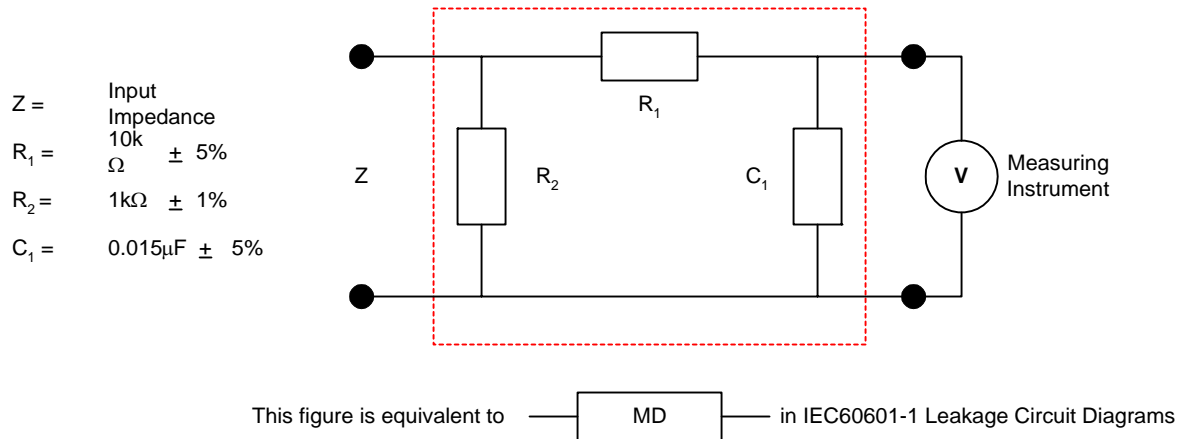 Z = Input
Impedance
R₁ = 10k
Ω ± 5%
R₂ = 1kΩ ± 1%
C₁ = 0.015μF ± 5%
Z
R₁
R₂
C₁
V
Measuring
Instrument
This figure is equivalent to MD in IEC60601-1 Leakage Circuit Diagrams